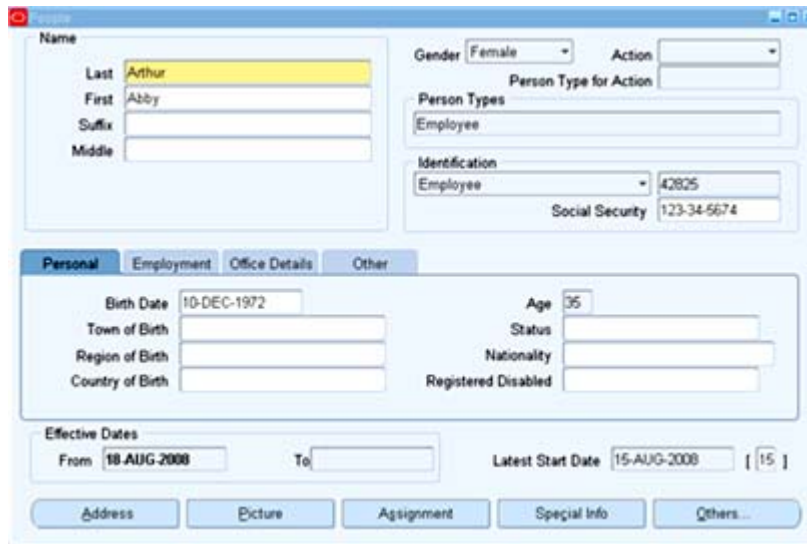 People
Name
Last Arthur
First Abby
Suffix
Middle
Gender Female Action
Person Type for Action
Person Types
Employee
Identification
Employee 42825
Social Security 123-34-5674
Personal Employment Office Details Other
Birth Date 10-DEC-1972 Age 35
Town of Birth Status
Region of Birth Nationality
Country of Birth Registered Disabled
Effective Dates
From 18-AUG-2008 To Latest Start Date 15-AUG-2008 [ 15 ]
Address Picture Assignment Special Info Others...